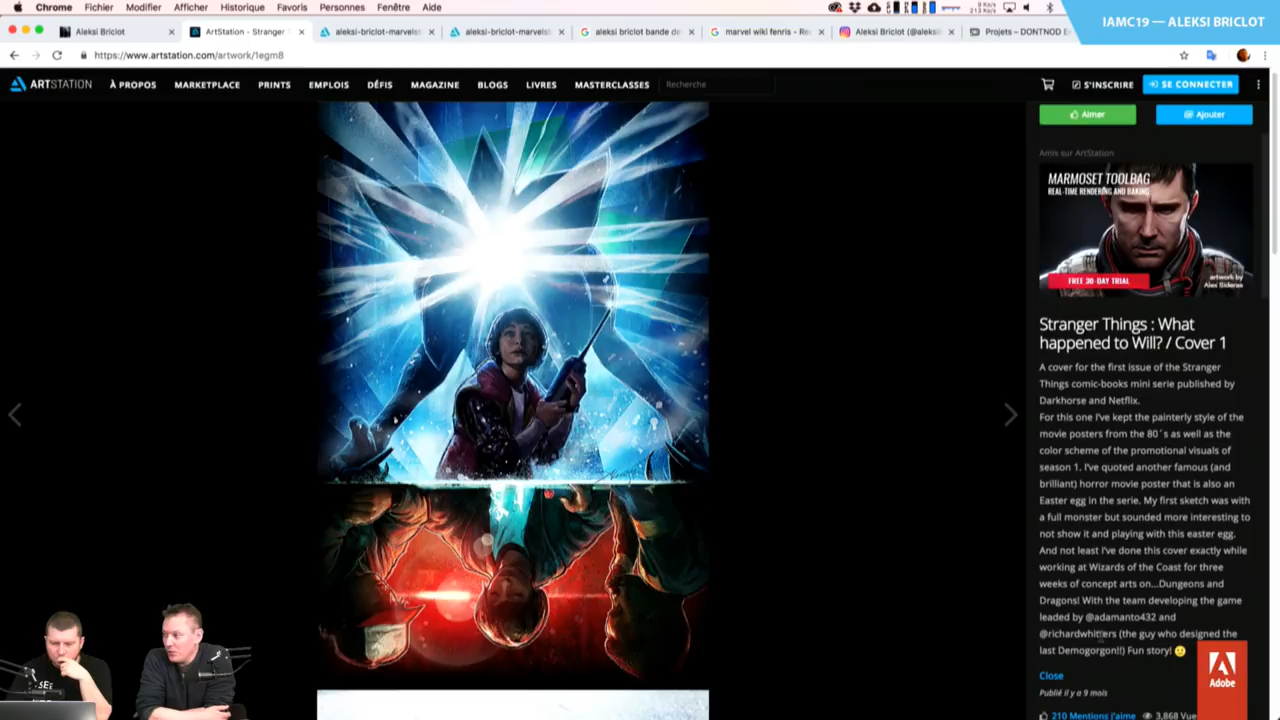 Chrome Fichier Modifier Afficher Historique Favoris Personnes Fenêtre Aide
IAMC19 — ALEKSI BRICLOT
Aleksi Briclot
ArtStation - Stranger
aleksi-briclot-marvelst
aleksi-briclot-marvelst
aleksi briclot bande de
marvel wiki fenris - Re
Aleksi Briclot (@aleksi
Projets — DONTNOD E
https://www.artstation.com/artwork/1egm8
ARTSTATION
À PROPOS MARKETPLACE PRINTS EMPLOIS DÉFIS MAGAZINE BLOGS LIVRES MASTERCLASSES
Recherche
S'INSCRIRE
SE CONNECTER
Aimer
Ajouter
Amis sur ArtStation
MARMOSET TOOLBAG
REAL-TIME RENDERING AND BAKING
FREE 30-DAY TRIAL
artwork by
Alex Sideras
Stranger Things : What
happened to Will? / Cover 1
A cover for the first issue of the Stranger
Things comic-books mini serie published by
Darkhorse and Netflix.
For this one I've kept the painterly style of the
movie posters from the 80´s as well as the
color scheme of the promotional visuals of
season 1. I've quoted another famous (and
brilliant) horror movie poster that is also an
Easter egg in the serie. My first sketch was with
a full monster but sounded more interesting to
not show it and playing with this easter egg.
And not least I've done this cover exactly while
working at Wizards of the Coast for three
weeks of concept arts on...Dungeons and
Dragons! With the team developing the game
leaded by @adamanto432 and
@richardwhitters (the guy who designed the
last Demogorgon!!) Fun story!
Close
Publié il y a 9 mois
210 Mentions j'aime 3,868 Vue
Adobe